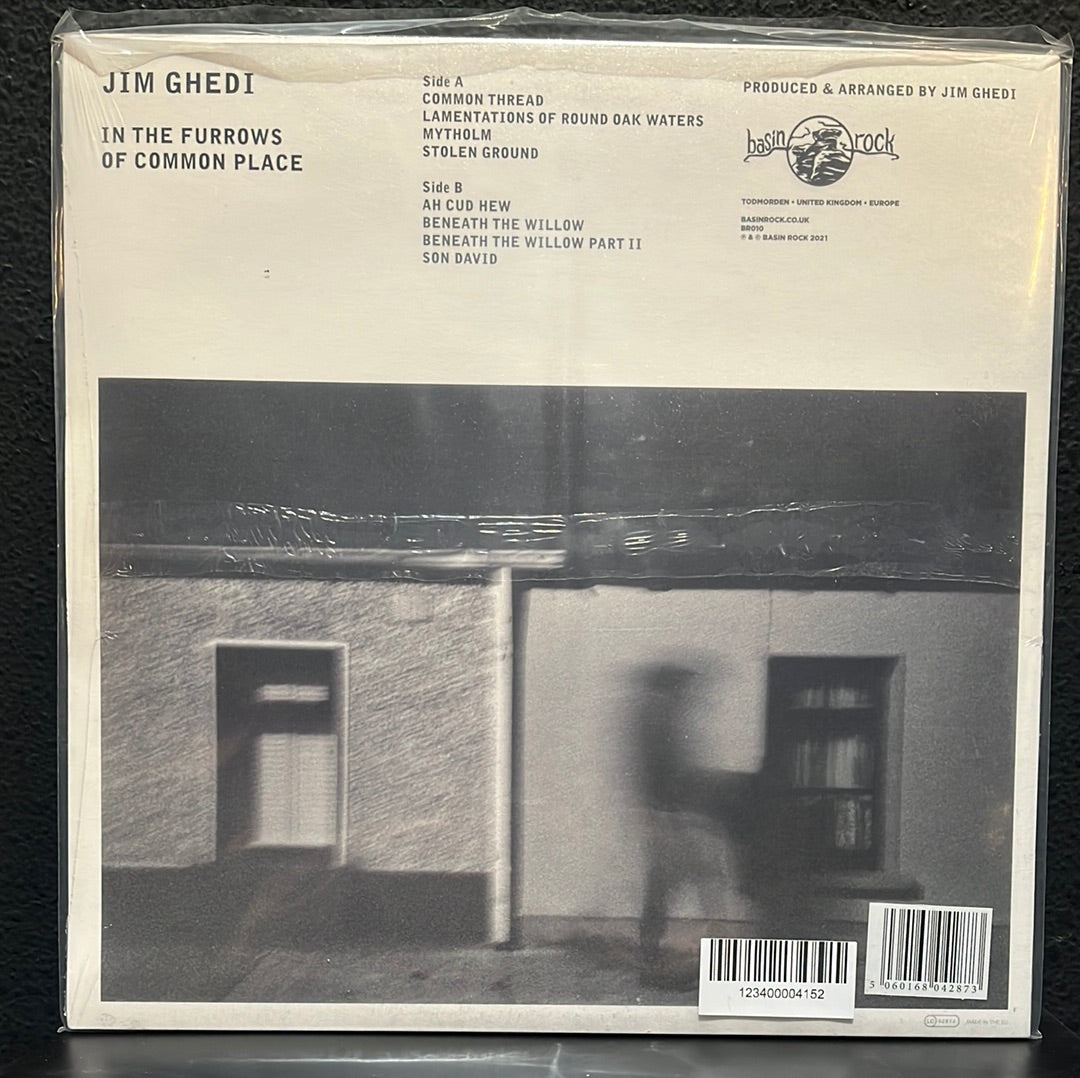 JIM GHEDI
IN THE FURROWS
OF COMMON PLACE
Side A
COMMON THREAD
LAMENTATIONS OF ROUND OAK WATERS
MYTHOLM
STOLEN GROUND
Side B
AH CUD HEW
BENEATH THE WILLOW
BENEATH THE WILLOW PART II
SON DAVID
PRODUCED & ARRANGED BY JIM GHEDI
basin rock
TODMORDEN • UNITED KINGDOM • EUROPE
BASINROCK.CO.UK
BR010
℗ & © BASIN ROCK 2021
123400004152
5 060168 042873
LC
MADE IN THE EU